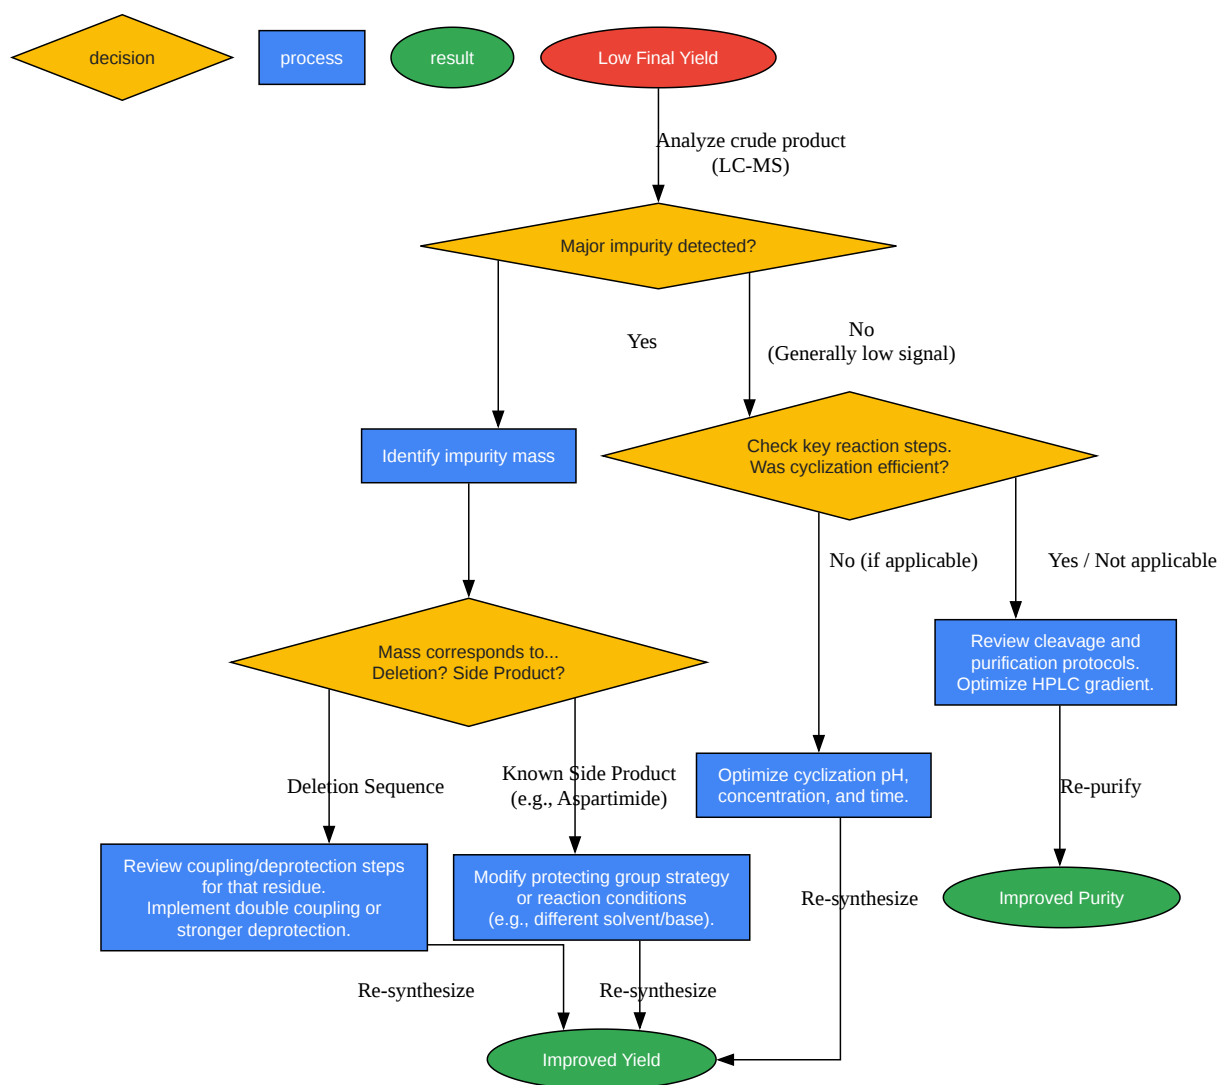 decision
process
result
Low Final Yield
Analyze crude product
(LC-MS)
Major impurity detected?
Yes
No
(Generally low signal)
Identify impurity mass
Check key reaction steps.
Was cyclization efficient?
No (if applicable)
Yes / Not applicable
Mass corresponds to...
Deletion? Side Product?
Review cleavage and
purification protocols.
Optimize HPLC gradient.
Deletion Sequence
Known Side Product
(e.g., Aspartimide)
Optimize cyclization pH,
concentration, and time.
Re-purify
Review coupling/deprotection steps
for that residue.
Implement double coupling or
stronger deprotection.
Modify protecting group strategy
or reaction conditions
(e.g., different solvent/base).
Re-synthesize
Improved Purity
Re-synthesize
Re-synthesize
Improved Yield